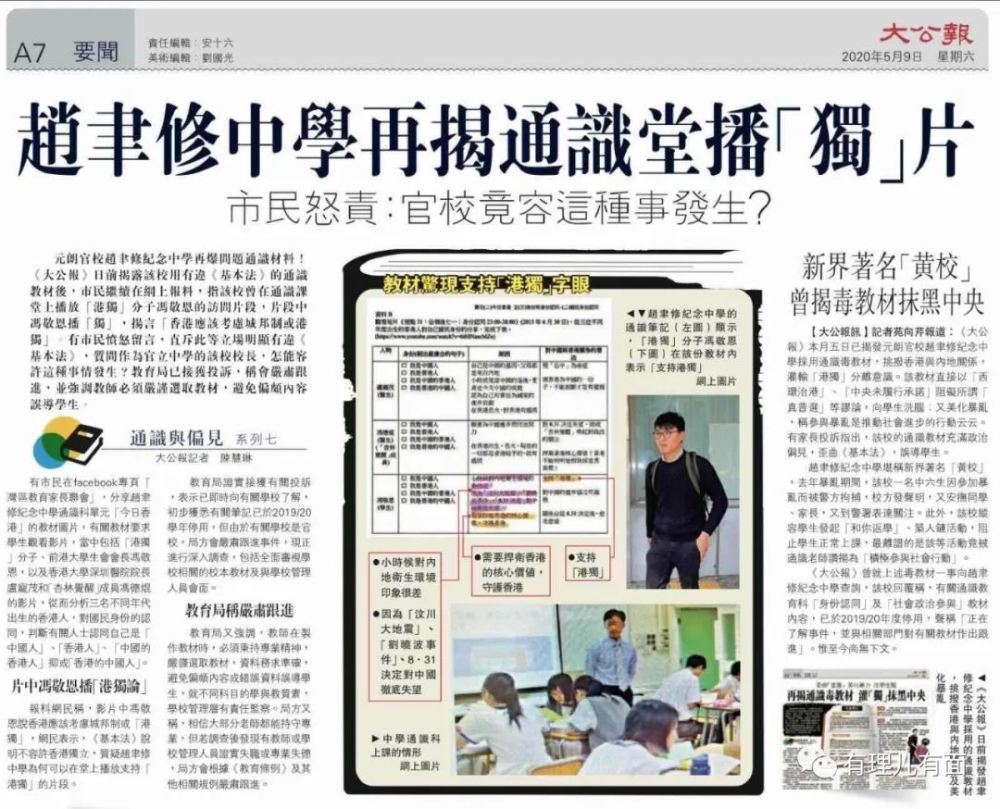 A7 要聞
責任編輯：安十六
美術編輯：劉國光
大公報
2020年5月9日 星期六
趙聿修中學再揭通識堂播「獨」片
市民怒責：官校竟容這種事發生？
元朗官校趙聿修紀念中學再爆問題通識材料！
《大公報》日前揭露該校用有違《基本法》的通識
教材後，市民繼續在網上報料，指該校曾在通識課
堂上播放「港獨」分子馮敬恩的訪問片段，片段中
馮敬恩播「獨」，揚言「香港應該考慮城邦制或港
獨」。有市民憤怒留言，直斥此等立場明顯有違《基
本法》，質問作為官立中學的該校校長，怎能容
許這種事情發生？教育局已接獲投訴，稱會嚴肅跟
進，並強調教師必須嚴謹選取教材，避免偏頗內容
誤導學生。
通識與偏見 系列七
大公報記者 陳慧琳
有市民在facebook專頁「
灣區教育家長聯會」，分享趙聿
修紀念中學通識科單元「今日香
港」的教材圖片，有關教材要求
學生觀看影片，當中包括「港獨
」分子、前港大學生會會長馮敬
恩，以及香港大學深圳醫院院長
盧寵茂和「杏林覺醒」成員馮德焜
的影片，從而分析三名不同年代
出生的香港人，對國民身份的認
同，判斷有關人士認同自己是「
中國人」、「香港人」、「中國的
香港人」抑或「香港的中國人」。
片中馮敬恩播「港獨論」
報料網民稱，影片中馮敬
恩說香港應該考慮城邦制或「港
獨」，網民表示，《基本法》說
明不容許香港獨立，質疑趙聿修
中學為何可以在堂上播放支持「
港獨」的片段。
教育局證實接獲有關投訴
，表示已即時向有關學校了解，
初步獲悉有關筆記已於2019/20
學年停用，但由於有關學校是官
校。局方會嚴肅跟進事件，現正
進行深入調查，包括全面審視學
校相關的校本教材及與學校管理
人員會面。
教育局稱嚴肅跟進
教育局又強調，教師在製
作教材時，必須秉持專業精神，
嚴謹選取教材，資料務求準確，
避免偏頗內容或錯誤資料誤導學
生，就不同科目的學與教質素，
學校管理層有責任監察。局方又
稱，相信大部分老師都能持守專
業，但若調查後發現有教師或學
校管理人員證實失職或專業失德
，局方會根據《教育條例》及其
他相關規例嚴肅跟進。
教材驚現支持「港獨」字眼
資料B
人物
原因
盧寵茂
(醫生)
馮德焜
(醫生)
馮敬恩
(學生)
□ 我是中國人
□ 我是香港人
□ 我是中國的香港人
□ 我是香港的中國人
◀▼趙聿修紀念中學的
通識筆記（左圖）顯示
，「港獨」分子馮敬恩
（下圖）在該份教材內
表示「支持港獨」
網上圖片
●小時候對內
地衛生環境
印象很差
●因為「汶川
大地震」、
「劉曉波事
件」、8·31
決定對中國
徹底失望
●需要捍衛香港
的核心價值，
守護香港
●支持
「港獨」
▶中學通識科
上課的情形
網上圖片
新界著名「黃校」
曾揭毒教材抹黑中央
【大公報訊】記者苑向芹報道：《大公
報》本月五日已揭發元朗官校趙聿修紀念中
學採用通識毒教材，挑撥香港與內地關係，
灌輸「港獨」分離意識。該教材直接以「西
環治港」、「中央未履行承諾」阻礙所謂「
真普選」等謬論，向學生洗腦；又美化暴亂，
稱參與暴亂是推動社會進步的行動云云。
有家長投訴指出，該校的通識教材充滿政治
偏見，歪曲《基本法》，誤導學生。
趙聿修紀念中學堪稱新界著名「黃校」
，去年暴亂期間，該校一名中六生因參加暴
亂而被警方拘捕，校方發聲明，又安撫同學
、家長，又到警署表達關注。此外，該校縱
容學生發起「和你返學」、築人鏈活動，阻
止學生正常上課，最離譜的是該等活動竟被
通識老師讚揚為「積極參與社會行動」。
《大公報》曾就上述毒教材一事向趙聿
修紀念中學查詢，該校回覆稱，有關通識教
育科「身份認同」及「社會政治參與」教材
內容，已於2019/20年度停用，聲稱「正在
了解事件，並與相關部門對有關教材作出跟
進」。惟至今尚無下文。
再揭通識毒教材 灌「獨」抹黑中央
◀《大公報》日前揭發趙聿
修紀念中學採用的通識教材
，挑撥香港與內地關係及美
化暴亂
有理儿有面